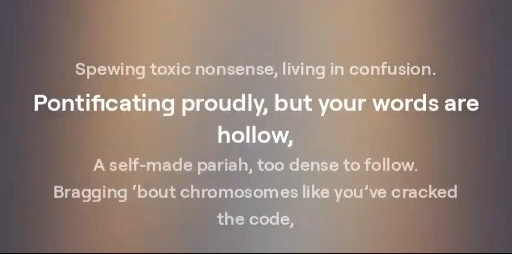 Spewing toxic nonsense, living in confusion.
Pontificating proudly, but your words are
hollow,
A self-made pariah, too dense to follow.
Bragging ‘bout chromosomes like you’ve cracked
the code,